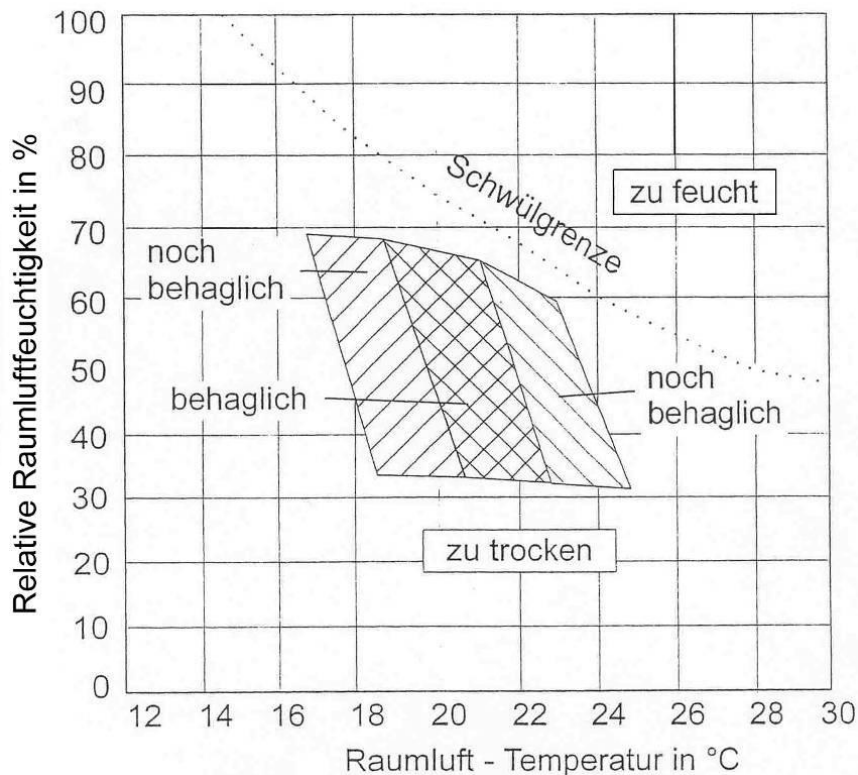 Relative Raumluftfeuchtigkeit in %
100
90
80
70
60
50
40
30
20
10
0
Schwülgrenze
zu feucht
noch
behaglich
behaglich
noch
behaglich
zu trocken
12 14 16 18 20 22 24 26 28 30
Raumluft - Temperatur in °C